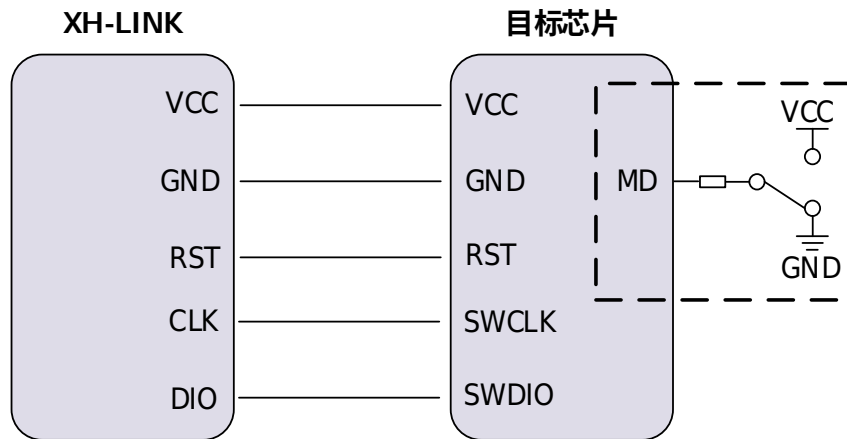 XH-LINK
目标芯片
VCC VCC VCC
GND GND MD
RST RST GND
CLK SWCLK
DIO SWDIO